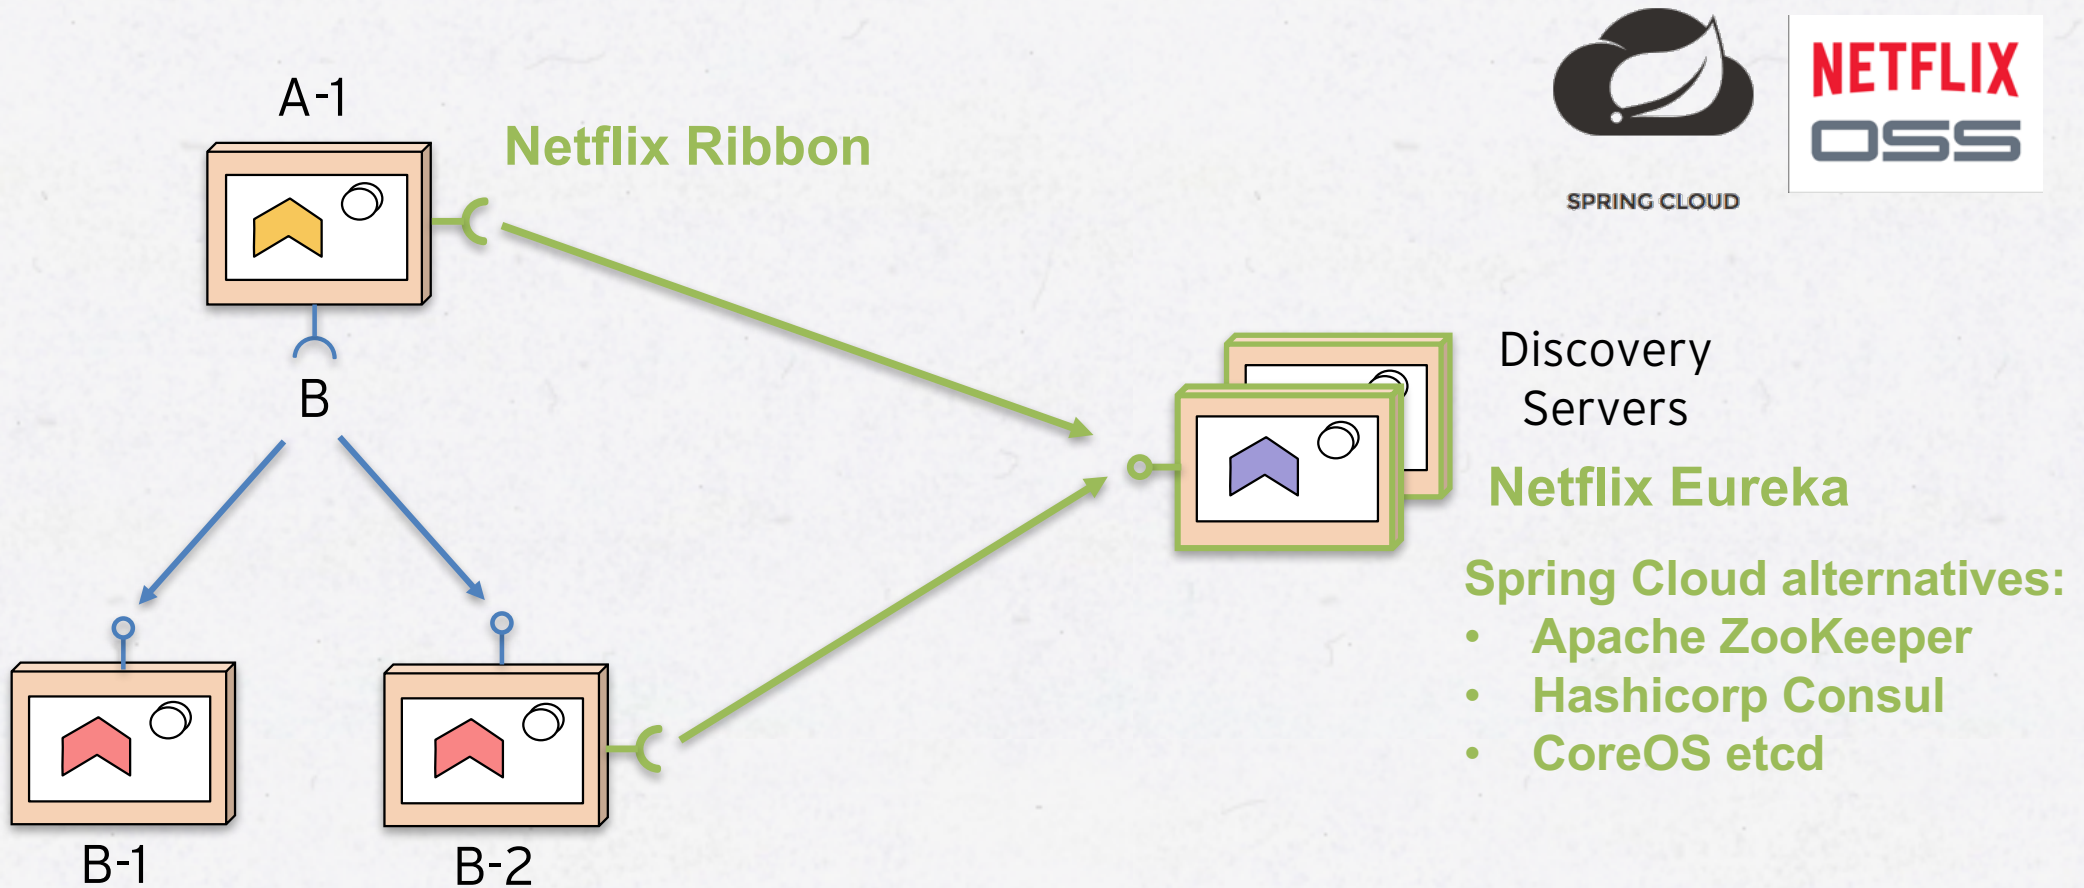 A-1
Netflix Ribbon
SPRING CLOUD
NETFLIX
OSS
B
Discovery
Servers
Netflix Eureka
Spring Cloud alternatives:
• Apache ZooKeeper
• Hashicorp Consul
• CoreOS etcd
B-1
B-2